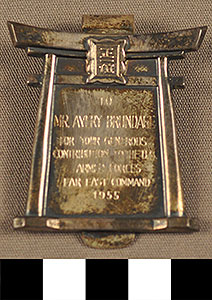 TO
MR. AVERY BRUNDAGE
FOR YOUR GENEROUS
CONTRIBUTION TO THE U.S.
ARMED FORCES
FAR EAST COMMAND
1955